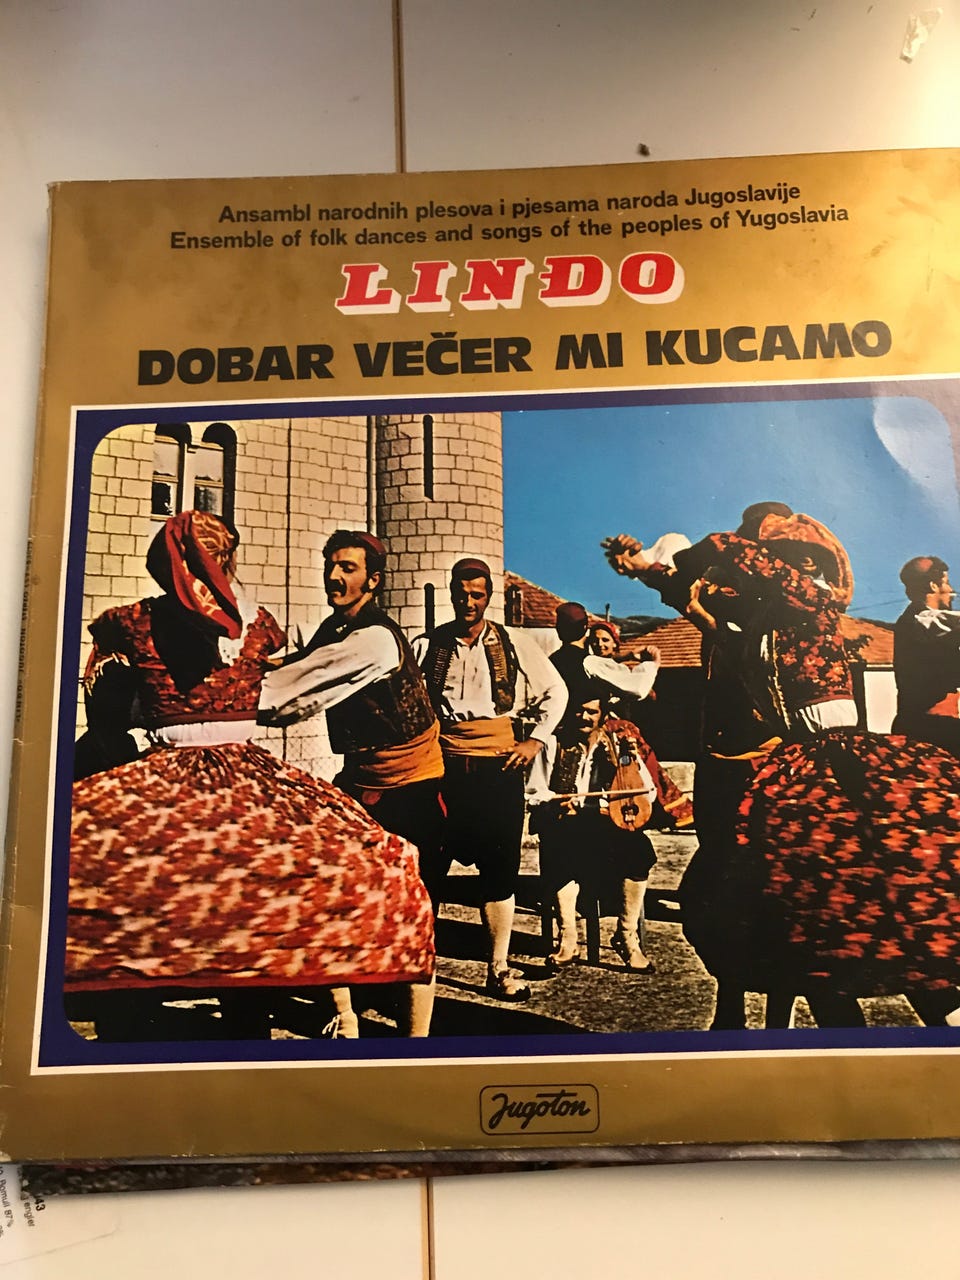 Ansambl narodnih plesova i pjesama naroda Jugoslavije
Ensemble of folk dances and songs of the peoples of Yugoslavia
LINĐO
DOBAR VEČER MI KUCAMO
Jugoton